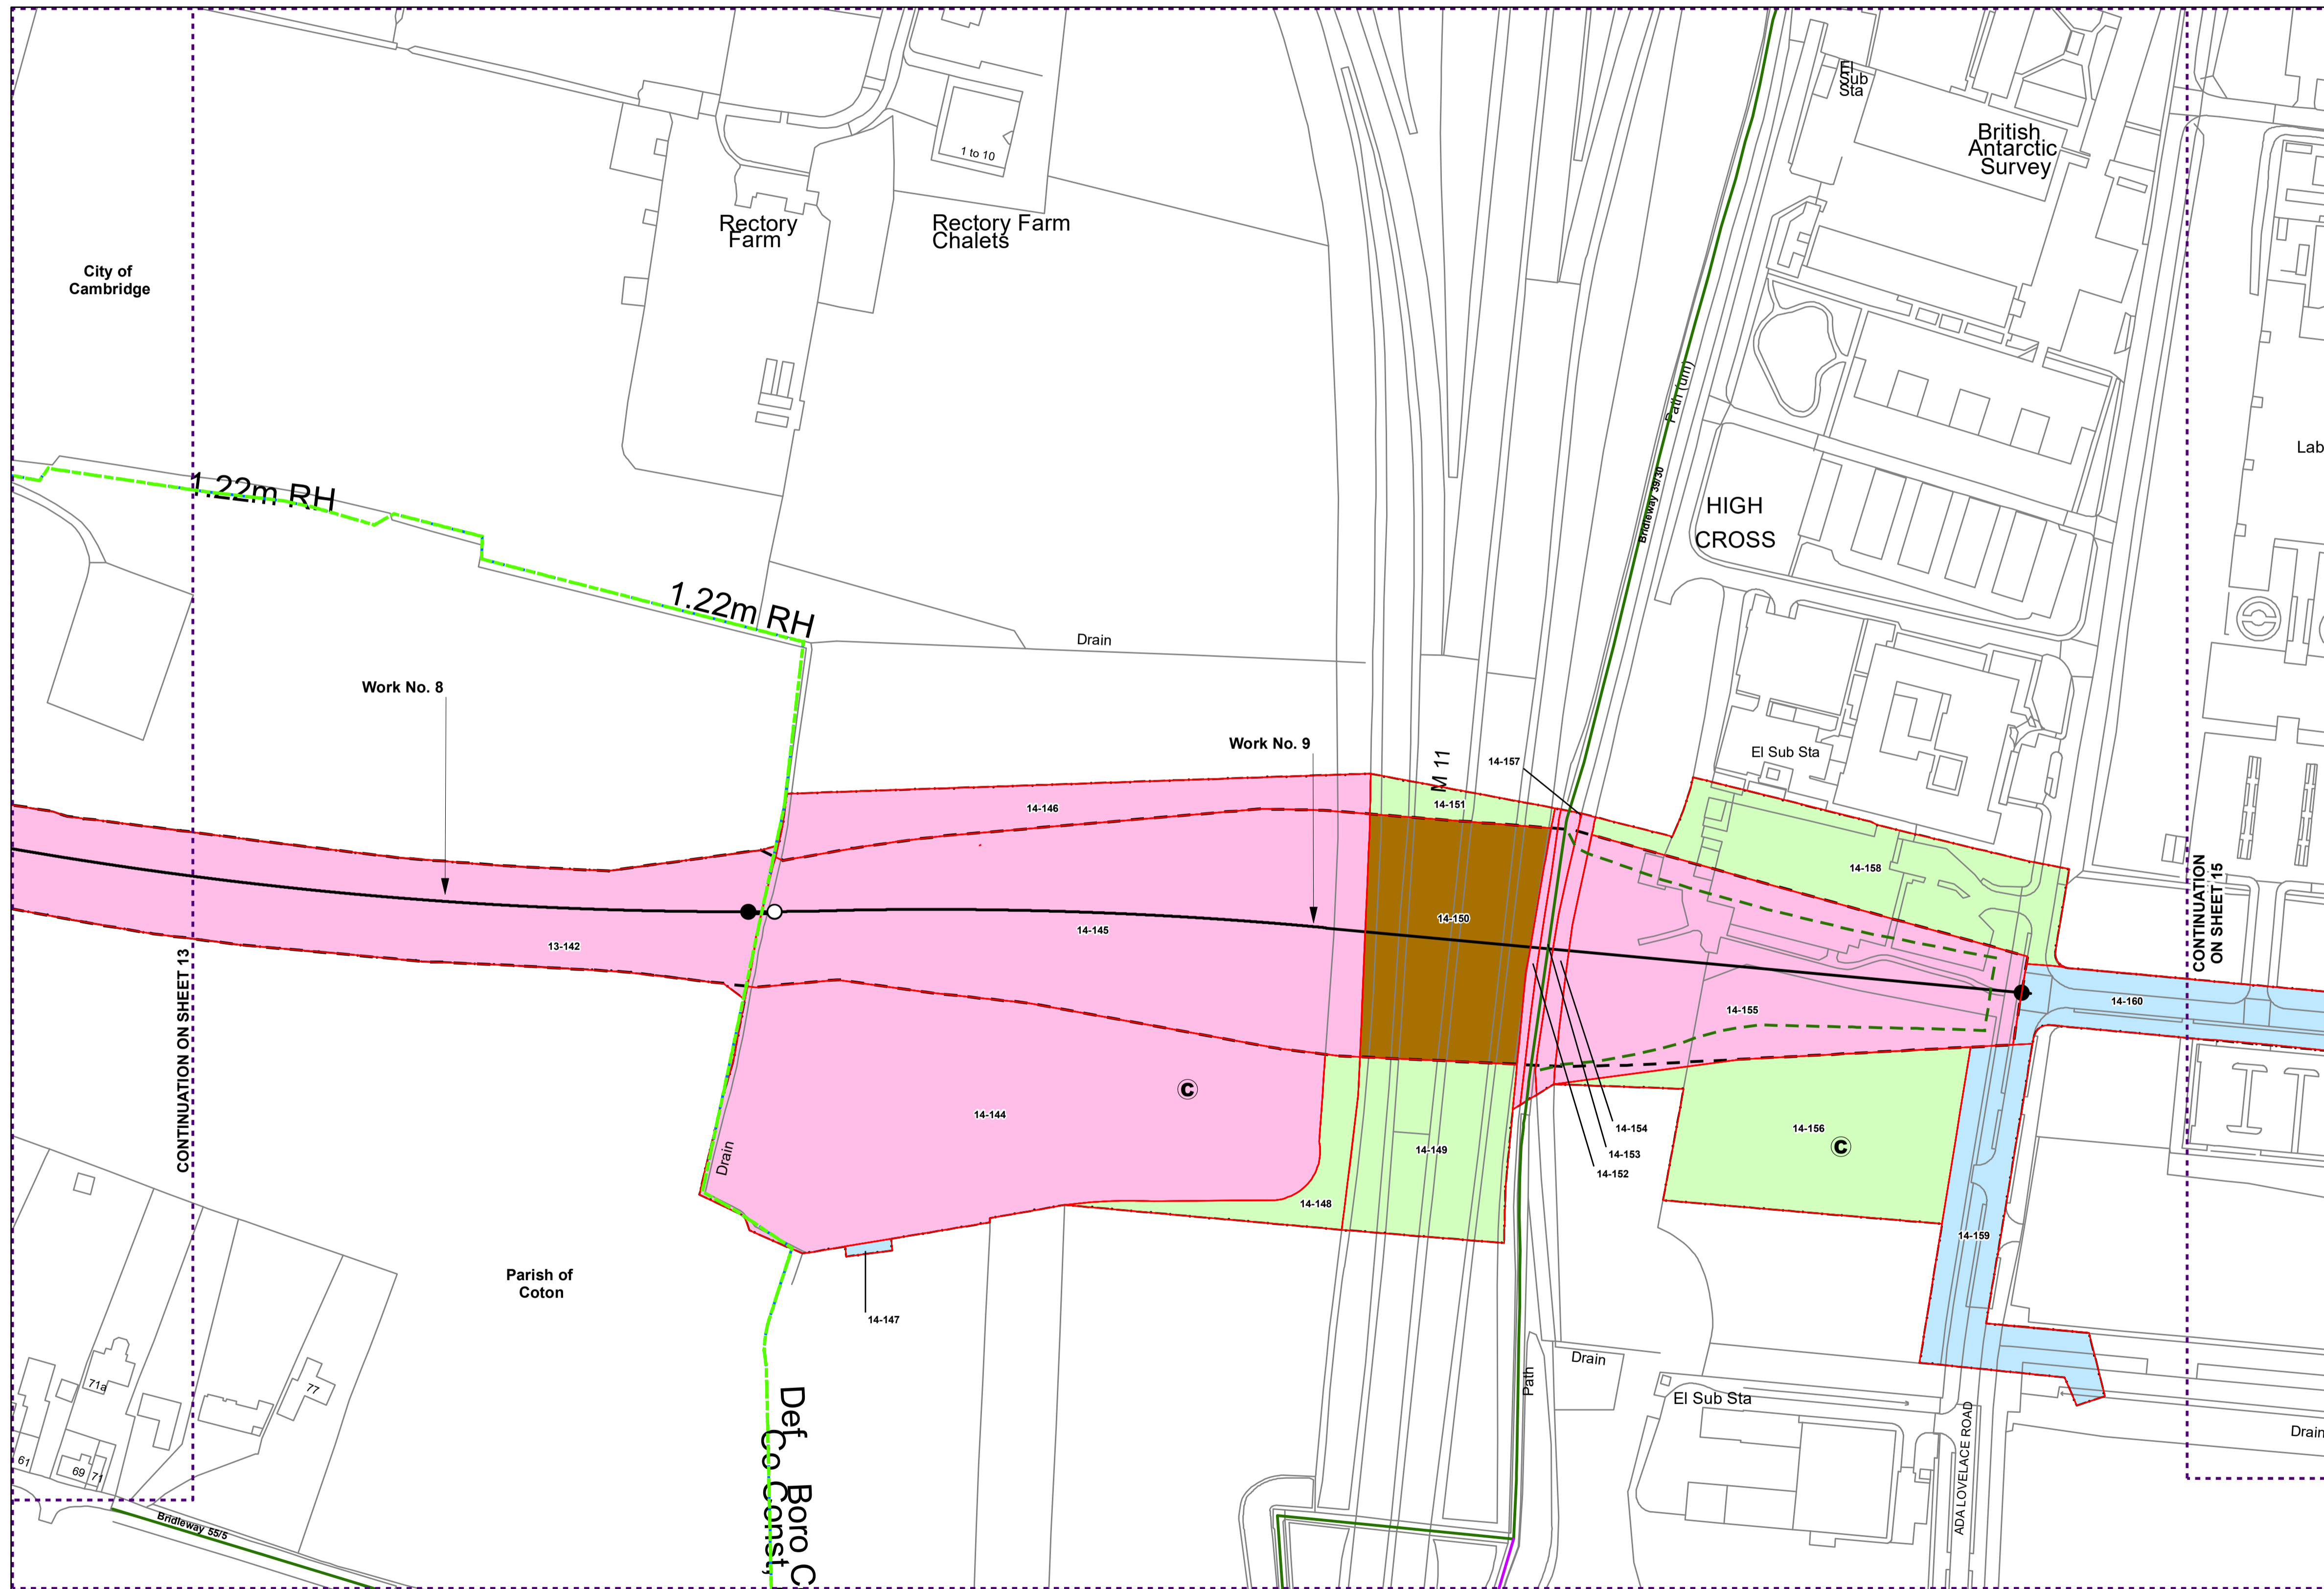 El
Sub
Sta
British
Antarctic
Survey
1 to 10
Rectory
Farm
Rectory Farm
Chalets
City of
Cambridge
Path (um)
Bridleway 39/30
Lab
1.22m RH
HIGH
CROSS
1.22m RH
Drain
Work No. 8
Work No. 9
M 11
14-157
El Sub Sta
14-146
14-151
14-158
CONTINUATION
ON SHEET 15
14-150
14-145
13-142
14-160
14-155
CONTINUATION ON SHEET 13
14-144
C
14-154
14-156
C
14-153
14-149
14-152
Drain
14-148
14-159
Parish of
Coton
14-147
Drain
Path
71a
77
El Sub Sta
Def
Boro C
Co Const,
ADA LOVELACE ROAD
Drain
61
69
71
Bridleway 55/5